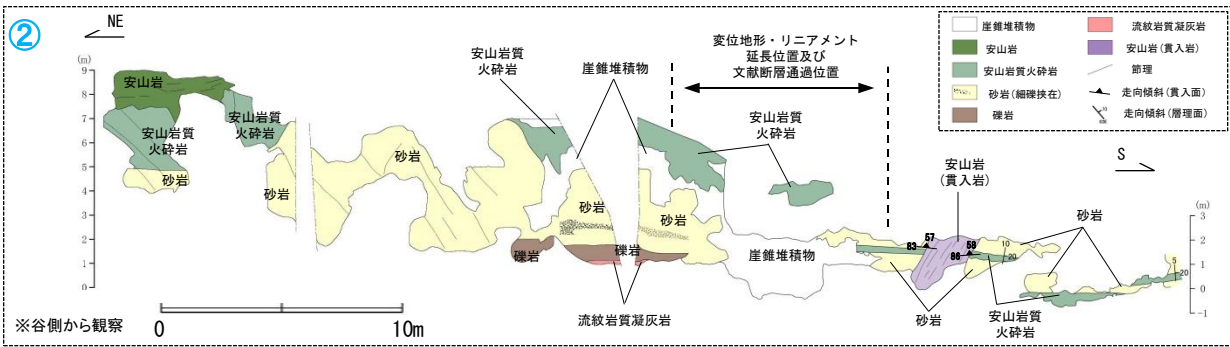 ②
NE
(m)
9
8
7
6
5
4
3
2
1
0
安山岩
安山岩質
火砕岩
砂岩
安山岩質
火砕岩
砂岩
砂岩
安山岩質
火砕岩
崖錐堆積物
砂岩
砂岩
礫岩
礫岩
流紋岩質凝灰岩
変位地形・リニアメント
延長位置及び
文献断層通過位置
安山岩質
火砕岩
崖錐堆積物
安山岩
(貫入岩)
63
57
58
66
10
20
砂岩
安山岩質
火砕岩
砂岩
S
5
20
(m)
3
2
1
0
-1
崖錐堆積物
安山岩
安山岩質火砕岩
砂岩(細礫挟在)
礫岩
流紋岩質凝灰岩
安山岩(貫入岩)
節理
走向傾斜(貫入面)
走向傾斜(層理面)
※谷側から観察
0
10m